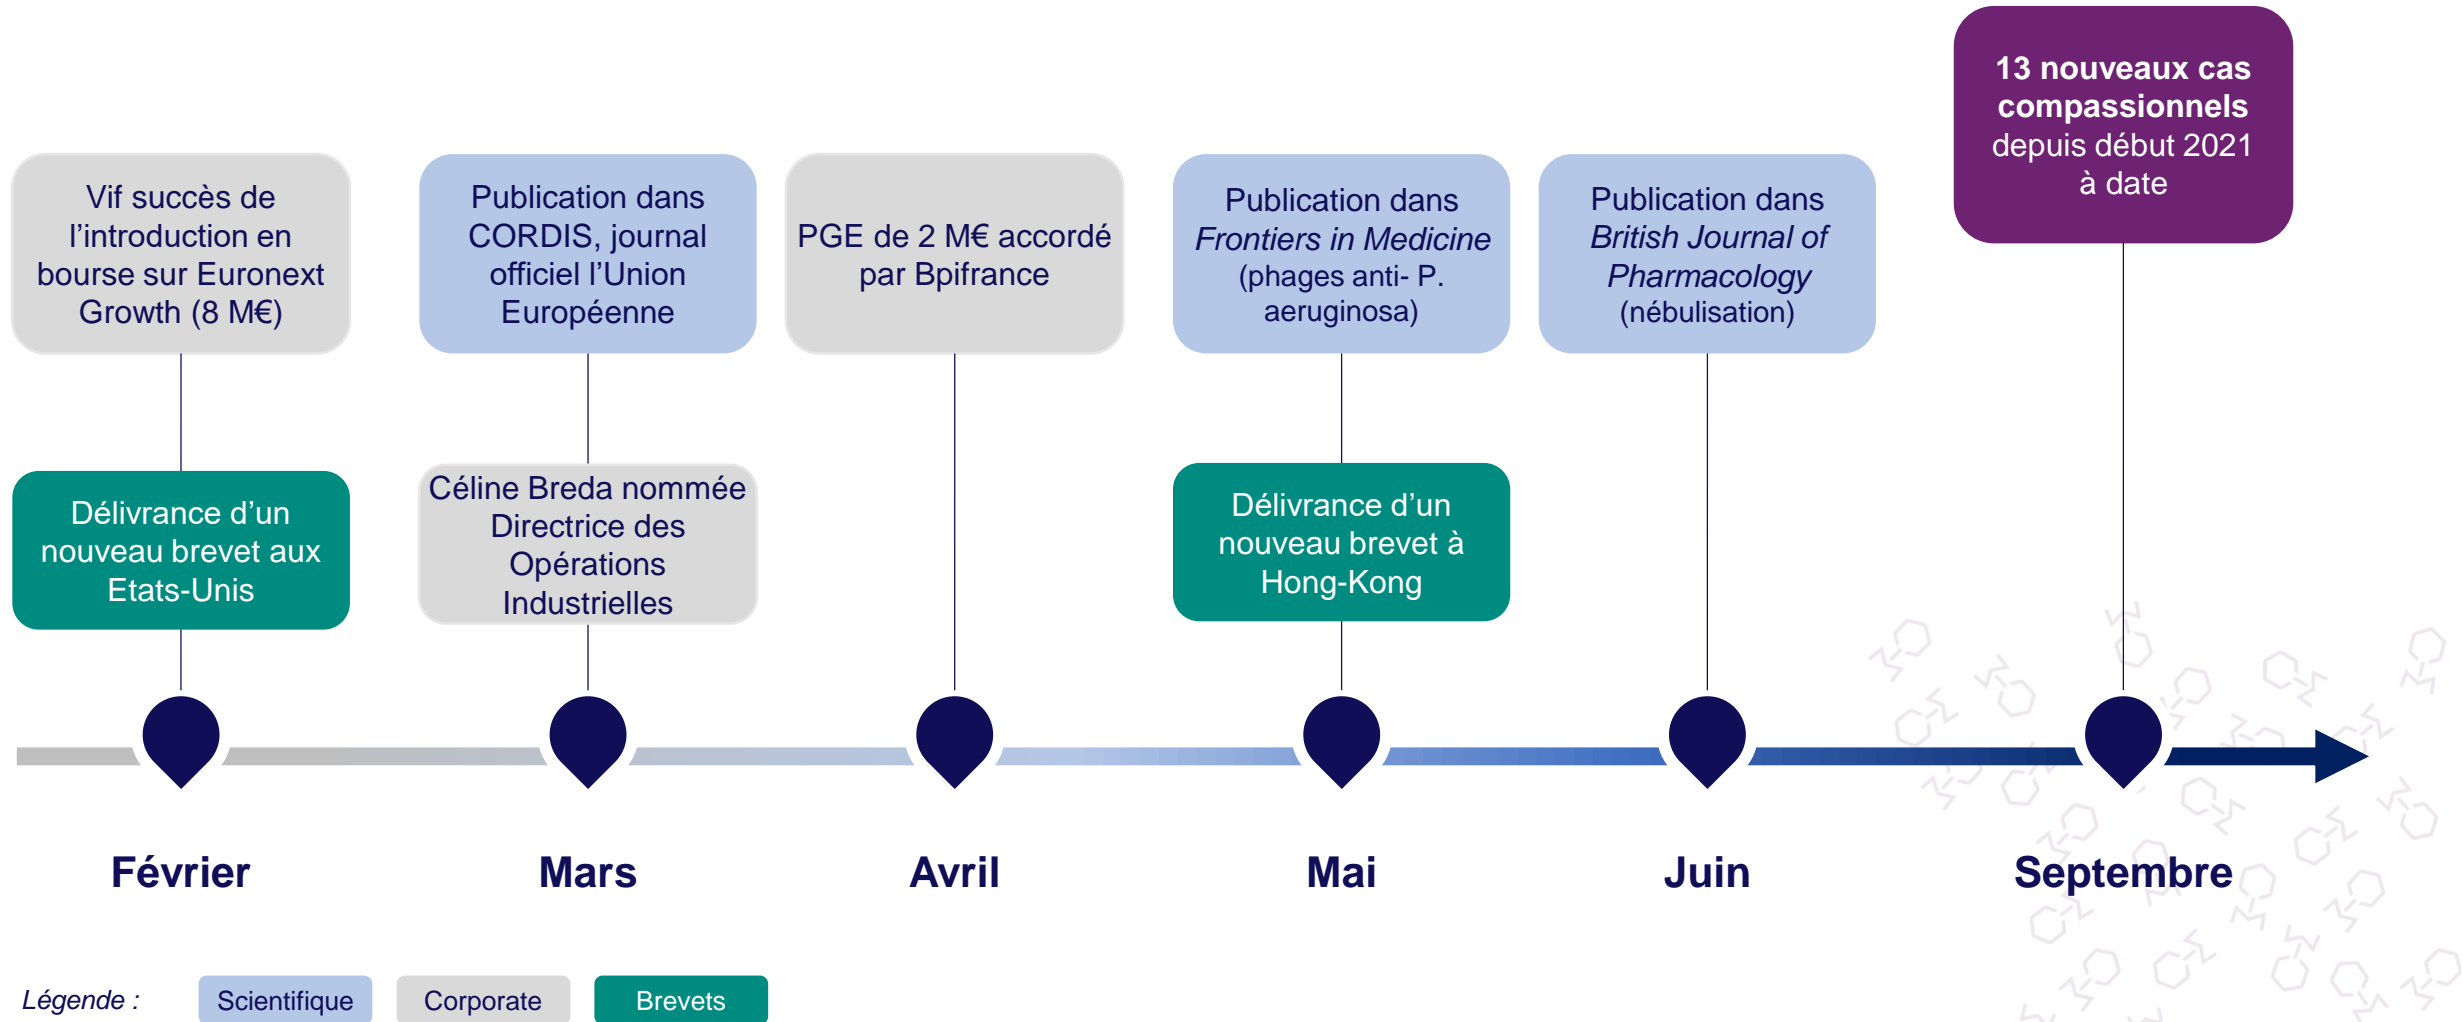 13 nouveaux cas
compassionnels
depuis début 2021
à date
Vif succès de
l’introduction en
bourse sur Euronext
Growth (8 M€)
Publication dans
CORDIS, journal
officiel l’Union
Européenne
PGE de 2 M€ accordé
par Bpifrance
Publication dans
Frontiers in Medicine
(phages anti- P.
aeruginosa)
Publication dans
British Journal of
Pharmacology
(nébulisation)
Délivrance d’un
nouveau brevet aux
Etats-Unis
Céline Breda nommée
Directrice des
Opérations
Industrielles
Délivrance d’un
nouveau brevet à
Hong-Kong
Février
Mars
Avril
Mai
Juin
Septembre
Légende :
Scientifique
Corporate
Brevets